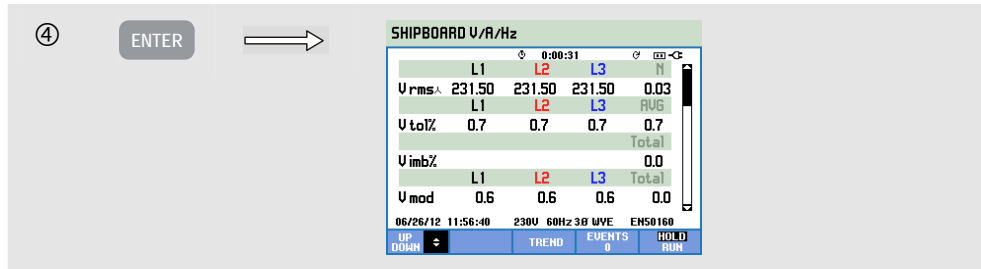 ④ ENTER
SHIPBOARD V/A/Hz
0:00:31
L1 L2 L3 N
V rms⅄ 231.50 231.50 231.50 0.03
L1 L2 L3 AVG
V tol% 0.7 0.7 0.7 0.7
Total
V imb% 0.0
L1 L2 L3 Total
V mod 0.6 0.6 0.6 0.0
06/26/12 11:56:40 230V 60Hz 3Ø WYE EN50160
UP DOWN TREND EVENTS 0 HOLD RUN